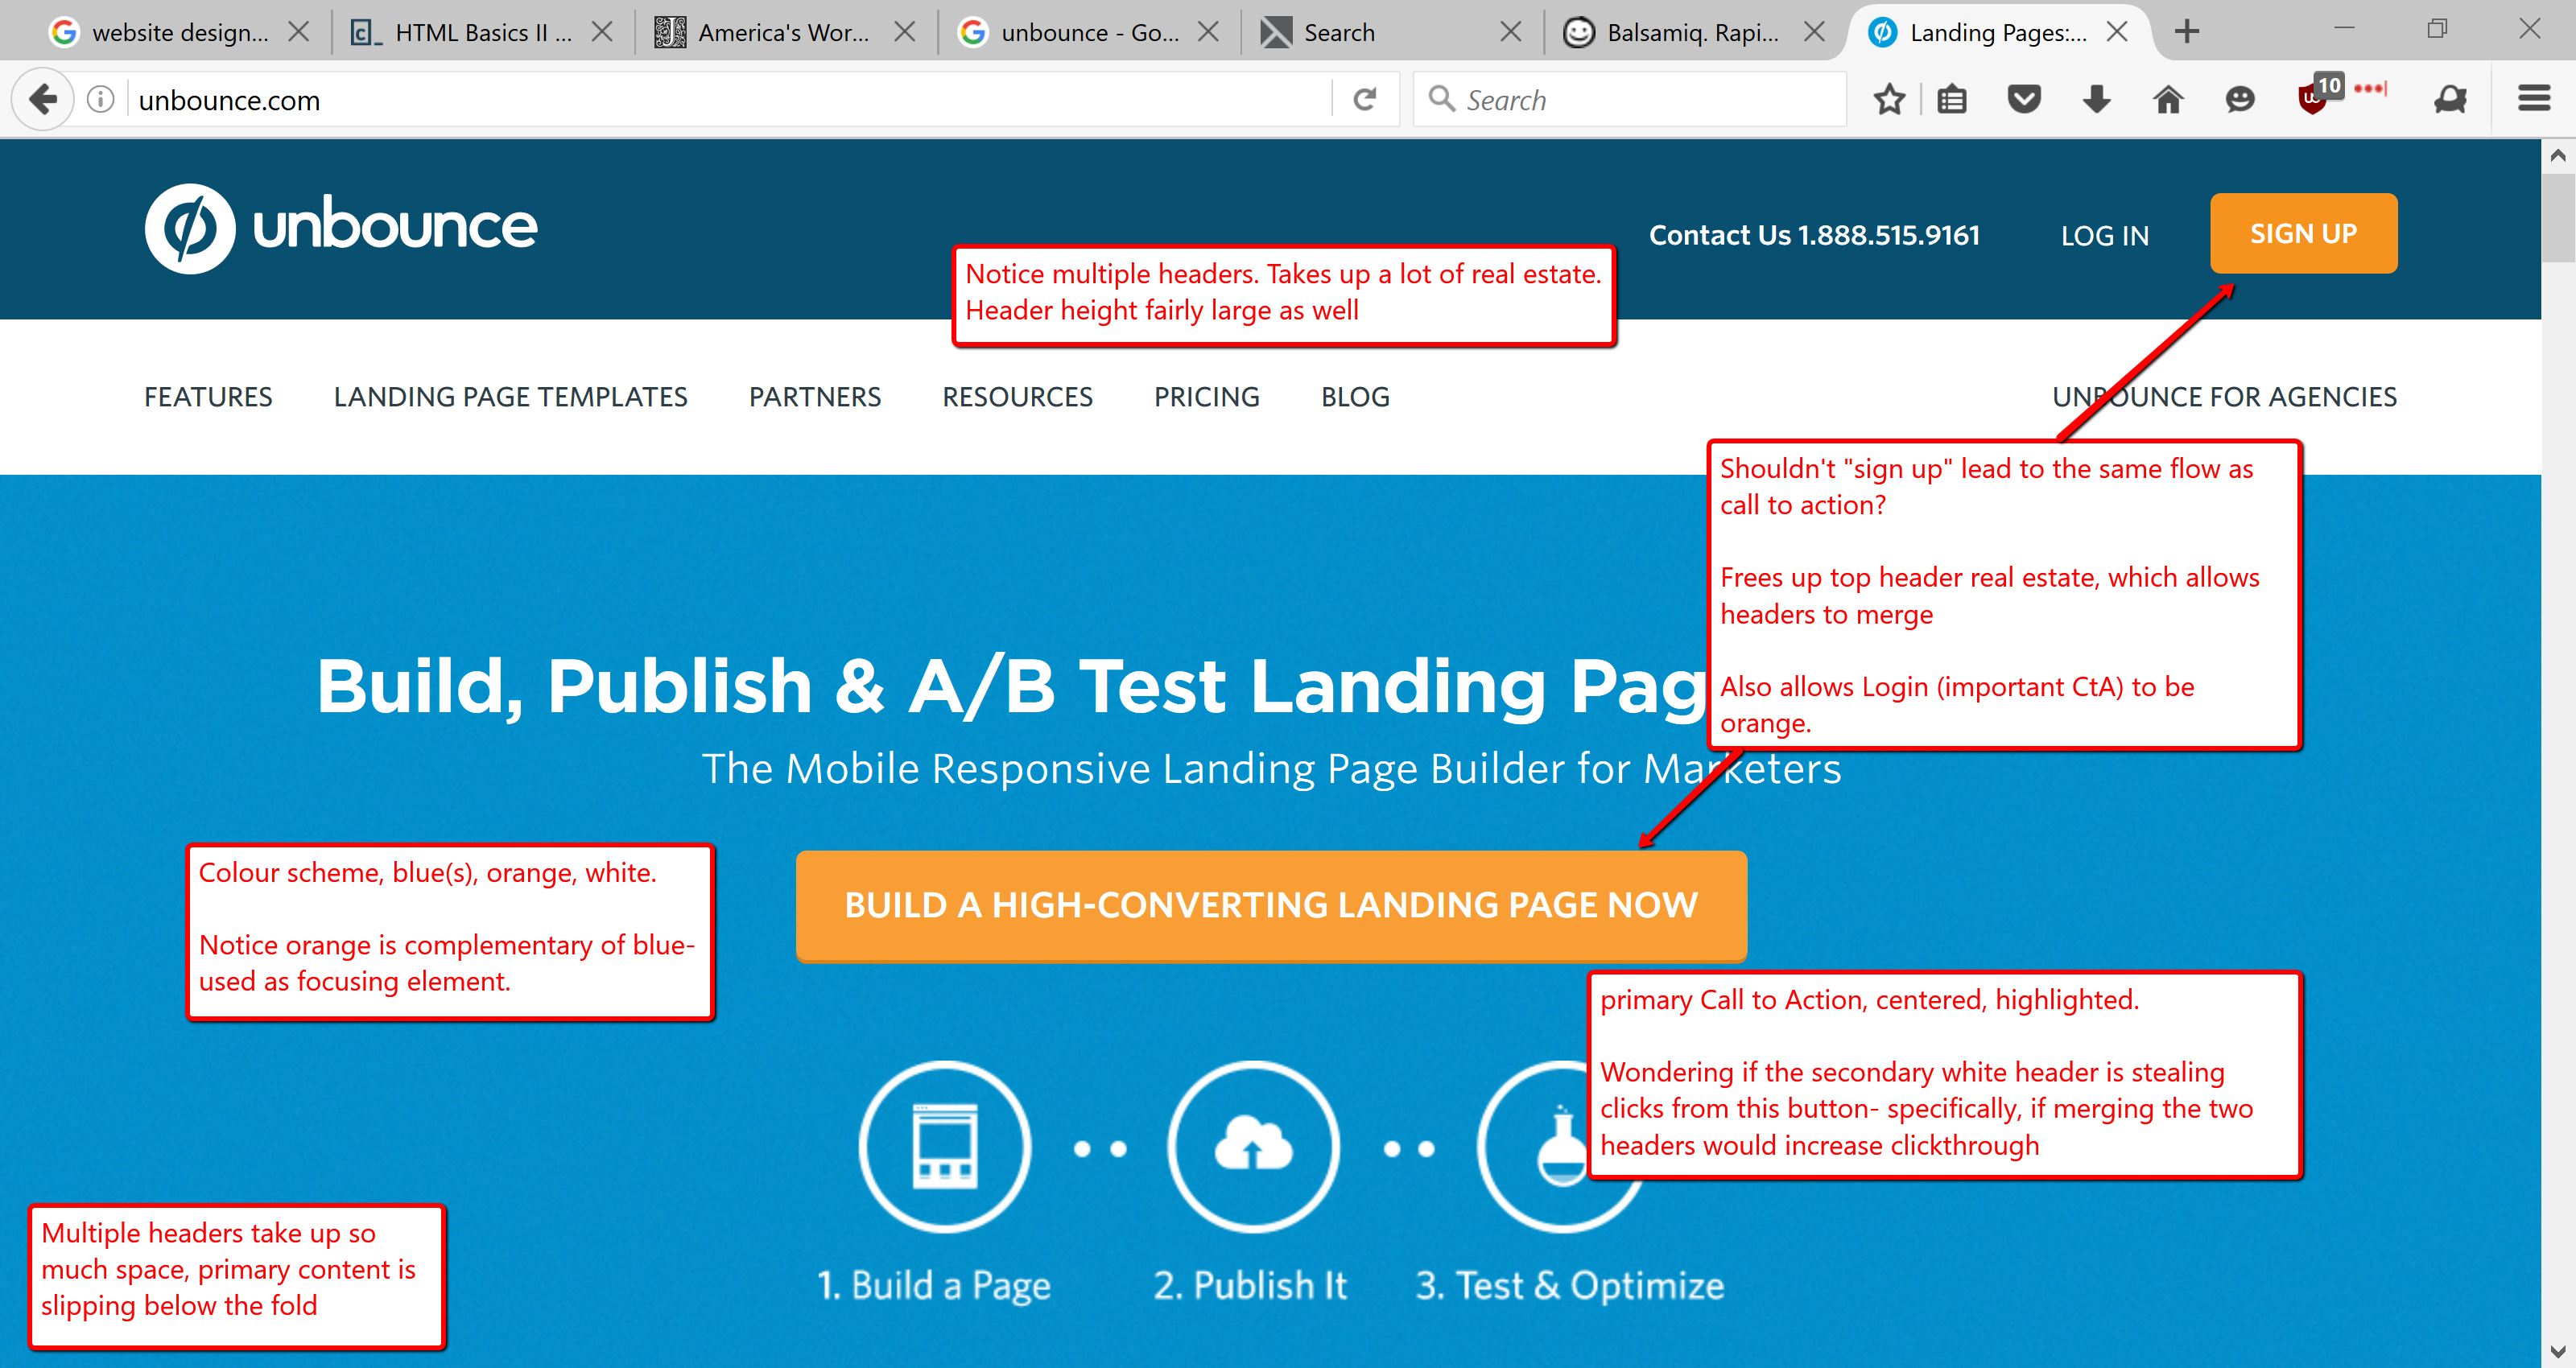 website design...
HTML Basics II ...
America's Wor...
unbounce - Go...
Search
Balsamiq. Rapi...
Landing Pages:...
unbounce.com
Search
10
unbounce
Contact Us 1.888.515.9161
LOG IN
SIGN UP
Notice multiple headers. Takes up a lot of real estate.
Header height fairly large as well
FEATURES
LANDING PAGE TEMPLATES
PARTNERS
RESOURCES
PRICING
BLOG
UNBOUNCE FOR AGENCIES
Shouldn't "sign up" lead to the same flow as
call to action?
Frees up top header real estate, which allows
headers to merge
Also allows Login (important CtA) to be
orange.
Build, Publish & A/B Test Landing Pag
The Mobile Responsive Landing Page Builder for Marketers
BUILD A HIGH-CONVERTING LANDING PAGE NOW
Colour scheme, blue(s), orange, white.
Notice orange is complementary of blue-
used as focusing element.
primary Call to Action, centered, highlighted.
Wondering if the secondary white header is stealing
clicks from this button- specifically, if merging the two
headers would increase clickthrough
1. Build a Page
2. Publish It
3. Test & Optimize
Multiple headers take up so
much space, primary content is
slipping below the fold